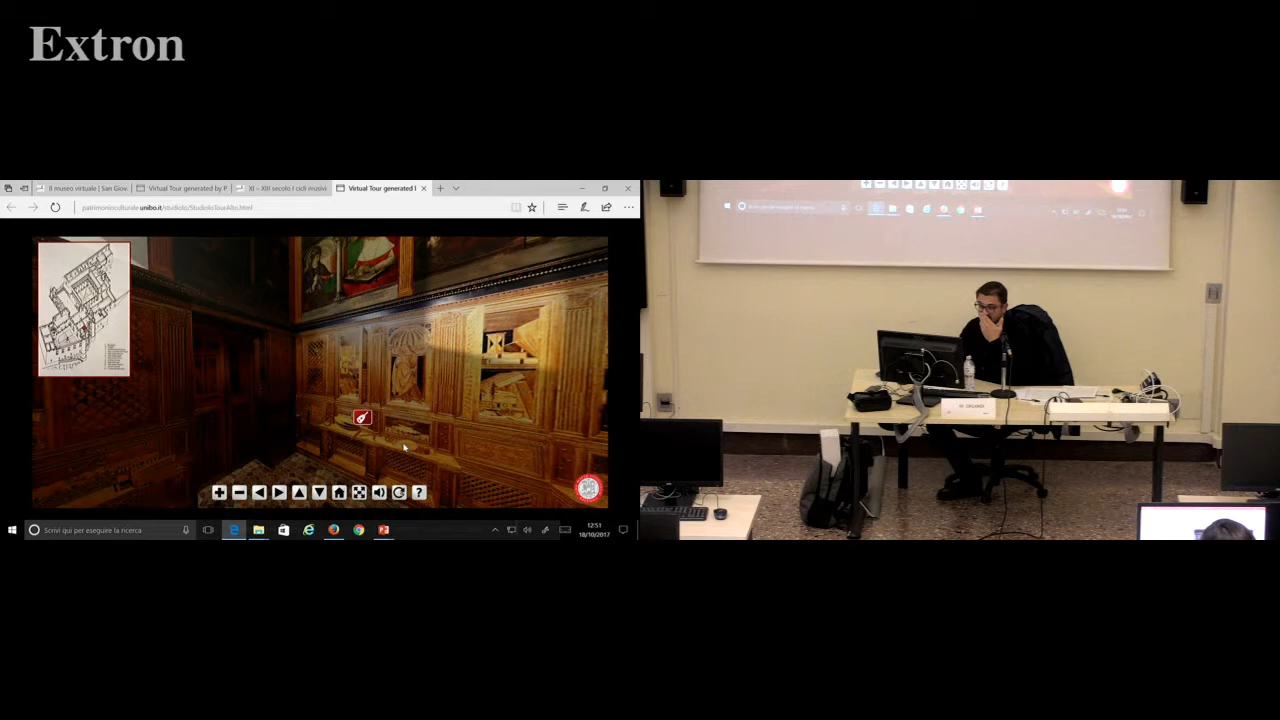 Extron
Il museo virtuale | San Giov.
Virtual Tour generated by P
XI – XIII secolo I cicli musivi
Virtual Tour generated l
patrimonioculturale.unibo.it/studiolo/StudioloTourAlto.html
Scrivi qui per eseguire la ricerca
12:51
18/10/2017